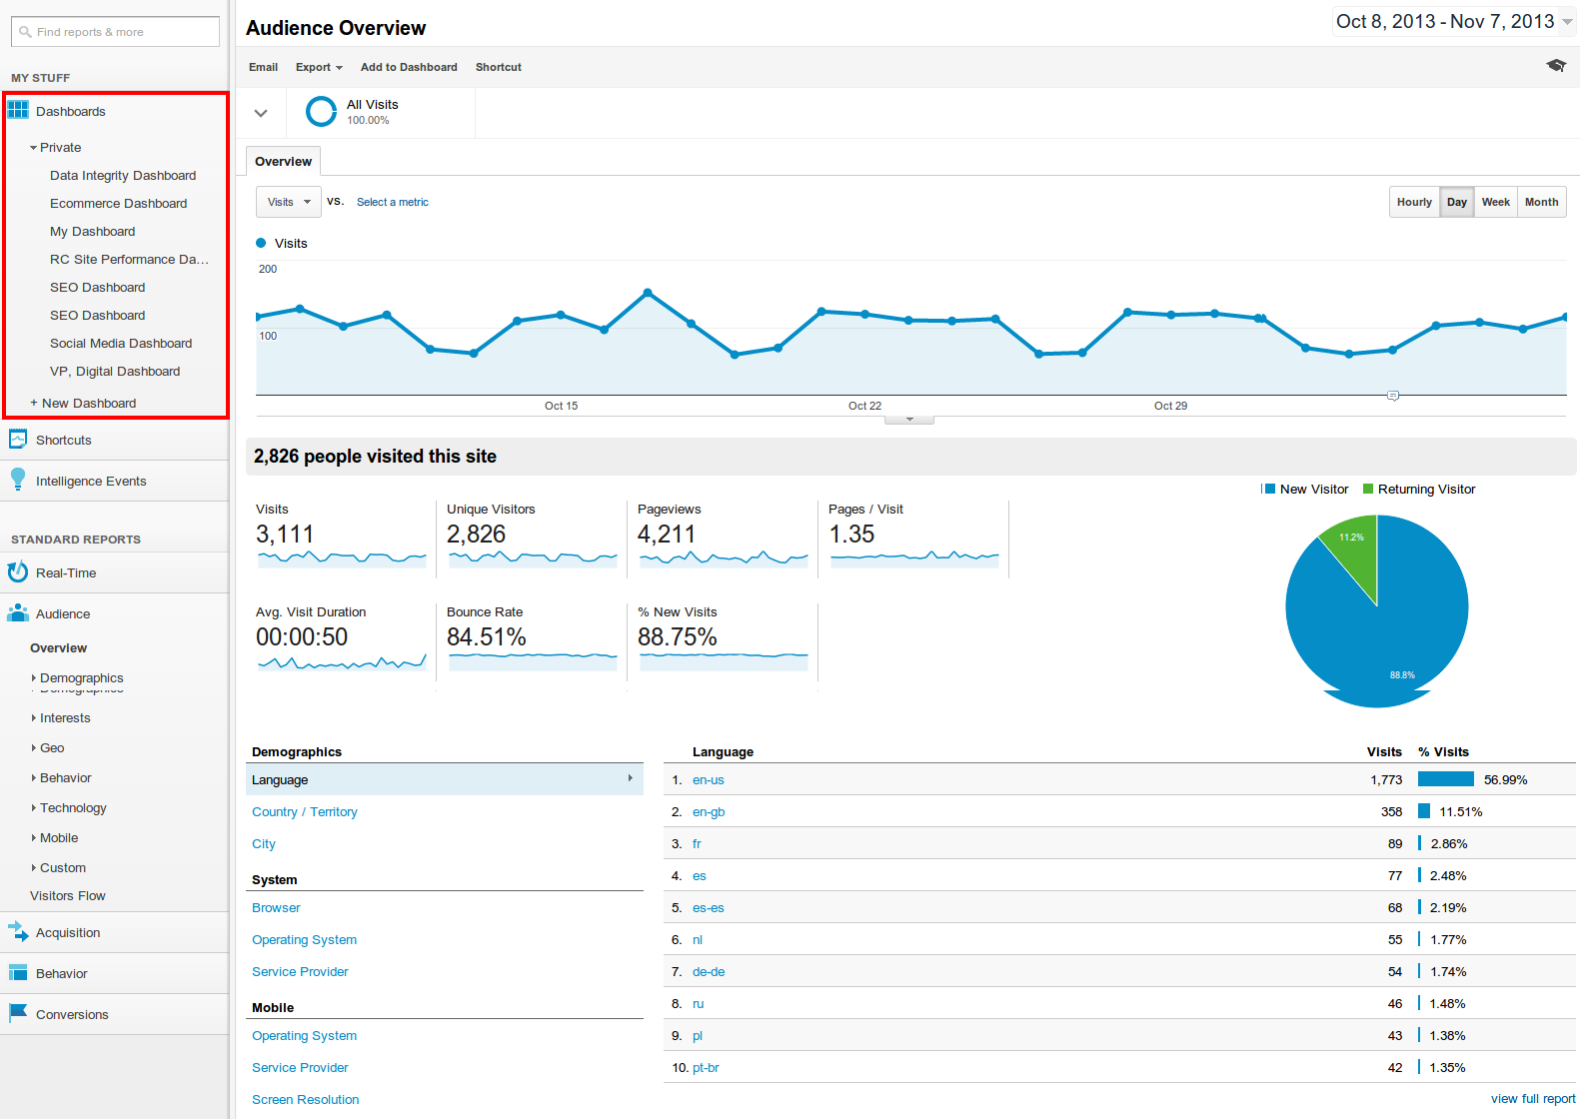 Find reports & more
MY STUFF
Dashboards
Private
Data Integrity Dashboard
Ecommerce Dashboard
My Dashboard
RC Site Performance Da...
SEO Dashboard
SEO Dashboard
Social Media Dashboard
VP, Digital Dashboard
+ New Dashboard
Shortcuts
Intelligence Events
STANDARD REPORTS
Real-Time
Audience
Overview
Demographics
Interests
Geo
Behavior
Technology
Mobile
Custom
Visitors Flow
Acquisition
Behavior
Conversions
Audience Overview
Oct 8, 2013 - Nov 7, 2013
Email Export Add to Dashboard Shortcut
All Visits
100.00%
Overview
Visits VS. Select a metric
Hourly Day Week Month
Visits
200
100
Oct 15 Oct 22 Oct 29
2,826 people visited this site
Visits
3,111
Unique Visitors
2,826
Pageviews
4,211
Pages / Visit
1.35
Avg. Visit Duration
00:00:50
Bounce Rate
84.51%
% New Visits
88.75%
New Visitor Returning Visitor
11.2%
88.8%
Demographics
Language
Country / Territory
City
System
Browser
Operating System
Service Provider
Mobile
Operating System
Service Provider
Screen Resolution
Language Visits % Visits
1. en-us 1,773 56.99%
2. en-gb 358 11.51%
3. fr 89 2.86%
4. es 77 2.48%
5. es-es 68 2.19%
6. nl 55 1.77%
7. de-de 54 1.74%
8. ru 46 1.48%
9. pl 43 1.38%
10. pt-br 42 1.35%
view full report